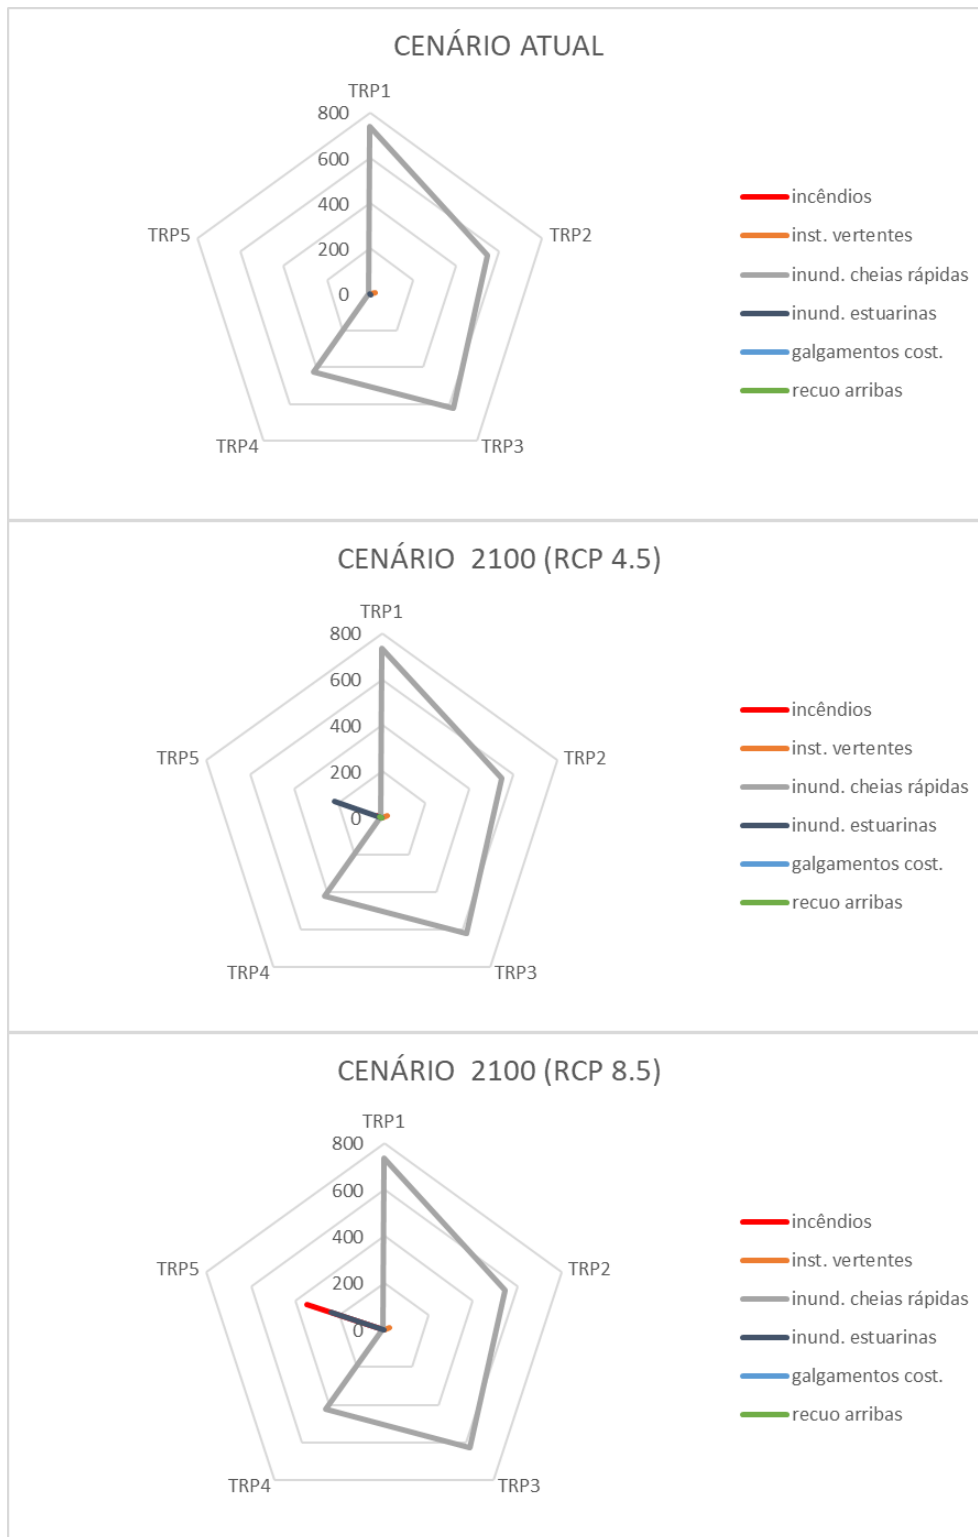 CENÁRIO ATUAL
TRP1
800
600
400
200
0
TRP2
TRP3
TRP4
TRP5
incêndios
inst. vertentes
inund. cheias rápidas
inund. estuarinas
galgamentos cost.
recuo arribas
CENÁRIO 2100 (RCP 4.5)
TRP1
800
600
400
200
0
TRP2
TRP3
TRP4
TRP5
incêndios
inst. vertentes
inund. cheias rápidas
inund. estuarinas
galgamentos cost.
recuo arribas
CENÁRIO 2100 (RCP 8.5)
TRP1
800
600
400
200
0
TRP2
TRP3
TRP4
TRP5
incêndios
inst. vertentes
inund. cheias rápidas
inund. estuarinas
galgamentos cost.
recuo arribas